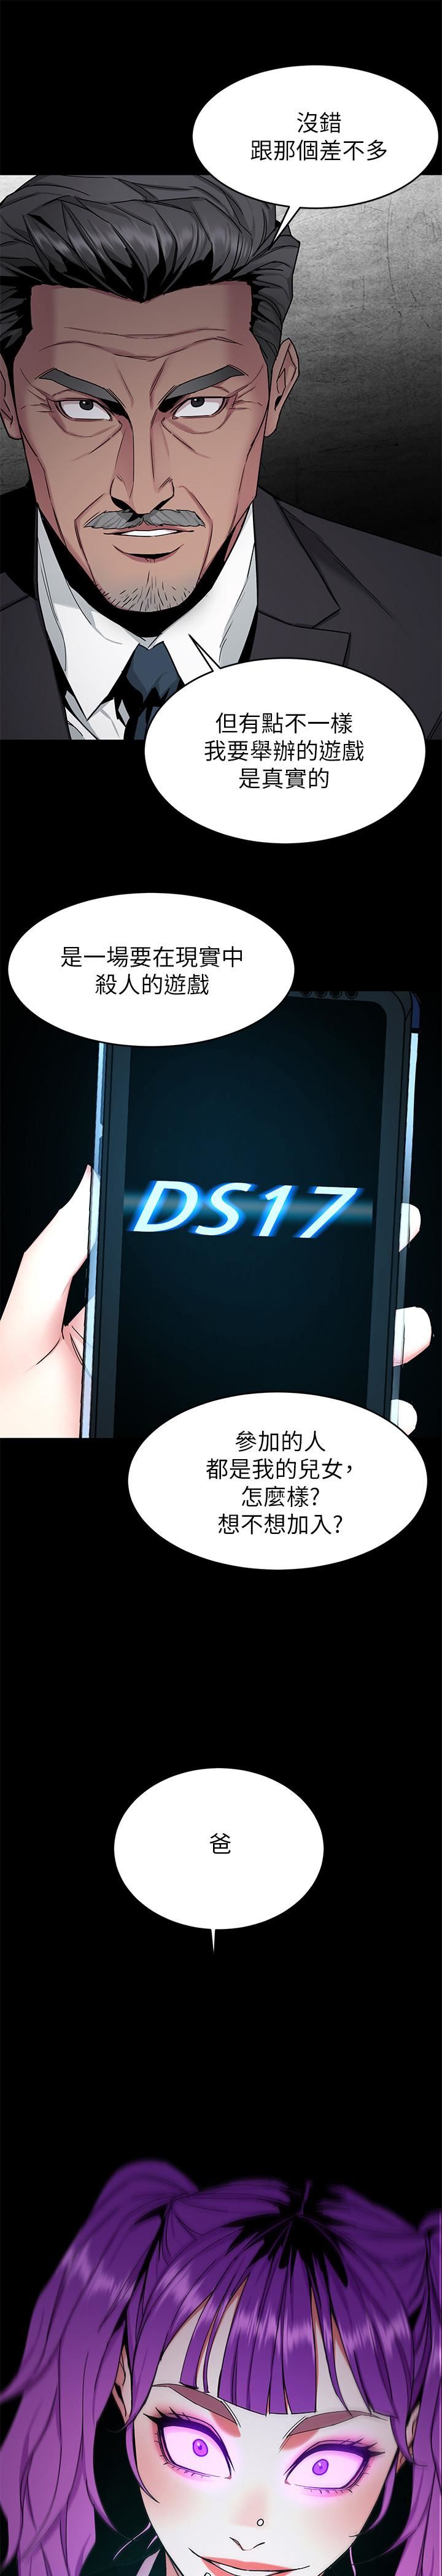 沒錯
跟那個差不多
但有點不一樣
我要舉辦的遊戲
是真實的
是一場要在現實中
殺人的遊戲
DS17
參加的人
都是我的兒女，
怎麼樣？
想不想加入？
爸